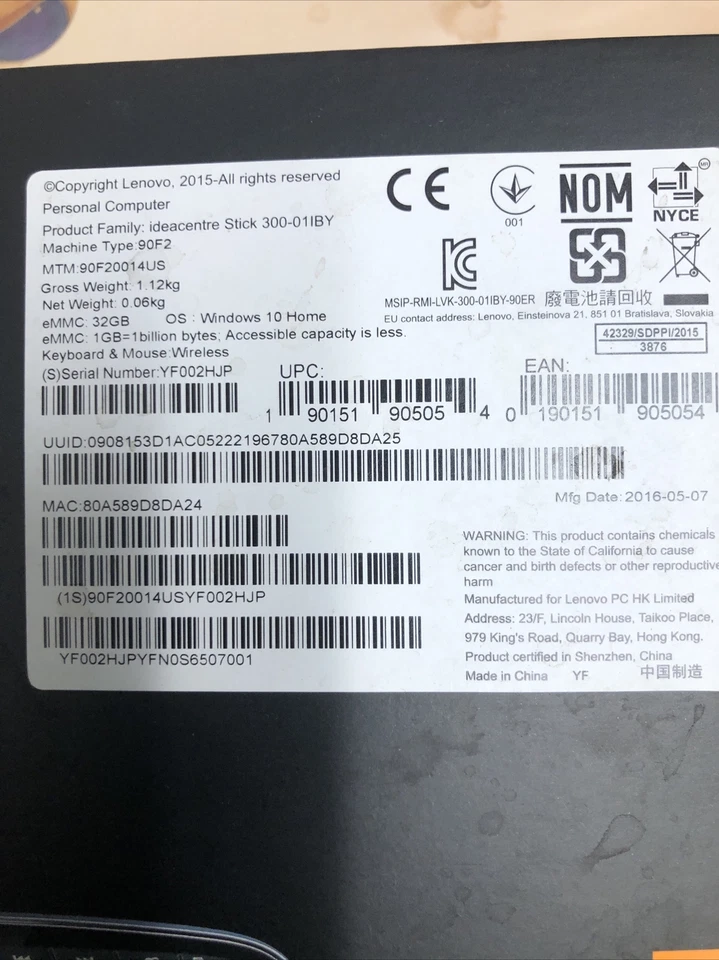 ©Copyright Lenovo, 2015-All rights reserved
Personal Computer
Product Family: ideacentre Stick 300-01IBY
Machine Type:90F2
MTM:90F20014US
Gross Weight: 1.12kg
Net Weight: 0.06kg
eMMC: 32GB OS : Windows 10 Home
eMMC: 1GB=1billion bytes; Accessible capacity is less.
Keyboard & Mouse:Wireless
(S)Serial Number:YF002HJP
CE
001
NOM
MR
NYCE
MSIP-RMI-LVK-300-01IBY-90ER 廢電池請回收
EU contact address: Lenovo, Einsteinova 21, 851 01 Bratislava, Slovakia
42329/SDPPI/2015
3876
UPC:
1 90151 90505 4
EAN:
0 190151 905054
UUID:0908153D1AC05222196780A589D8DA25
Mfg Date:2016-05-07
MAC:80A589D8DA24
(1S)90F20014USYF002HJP
YF002HJPYFN0S6507001
WARNING: This product contains chemicals
known to the State of California to cause
cancer and birth defects or other reproductive
harm
Manufactured for Lenovo PC HK Limited
Address: 23/F, Lincoln House, Taikoo Place,
979 King's Road, Quarry Bay, Hong Kong.
Product certified in Shenzhen, China
Made in China YF 中国制造